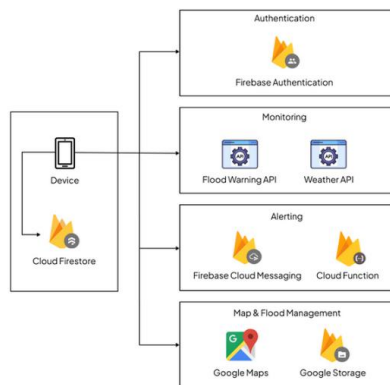 Authentication
Firebase Authentication
Monitoring
Flood Warning API
Weather API
Device
Cloud Firestore
Alerting
Firebase Cloud Messaging
Cloud Function
Map & Flood Management
Google Maps
Google Storage